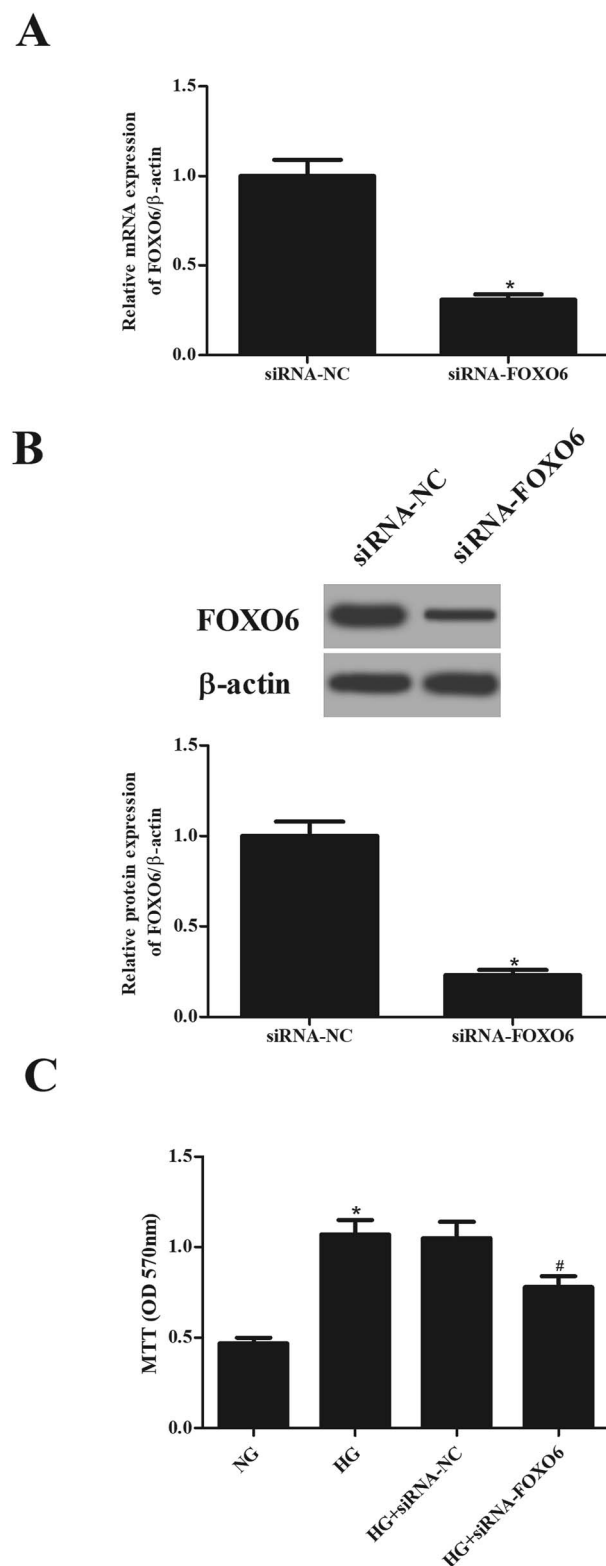 A
Relative mRNA expression
of FOXO6/β-actin
1.5
1.0
0.5
0.0
*
siRNA-NC
siRNA-FOXO6
B
siRNA-NC
siRNA-FOXO6
FOXO6
β-actin
Relative protein expression
of FOXO6/β-actin
1.5
1.0
0.5
0.0
*
siRNA-NC
siRNA-FOXO6
C
MTT (OD 570nm)
1.5
1.0
0.5
0.0
*
#
NG
HG
HG+siRNA-NC
HG+siRNA-FOXO6